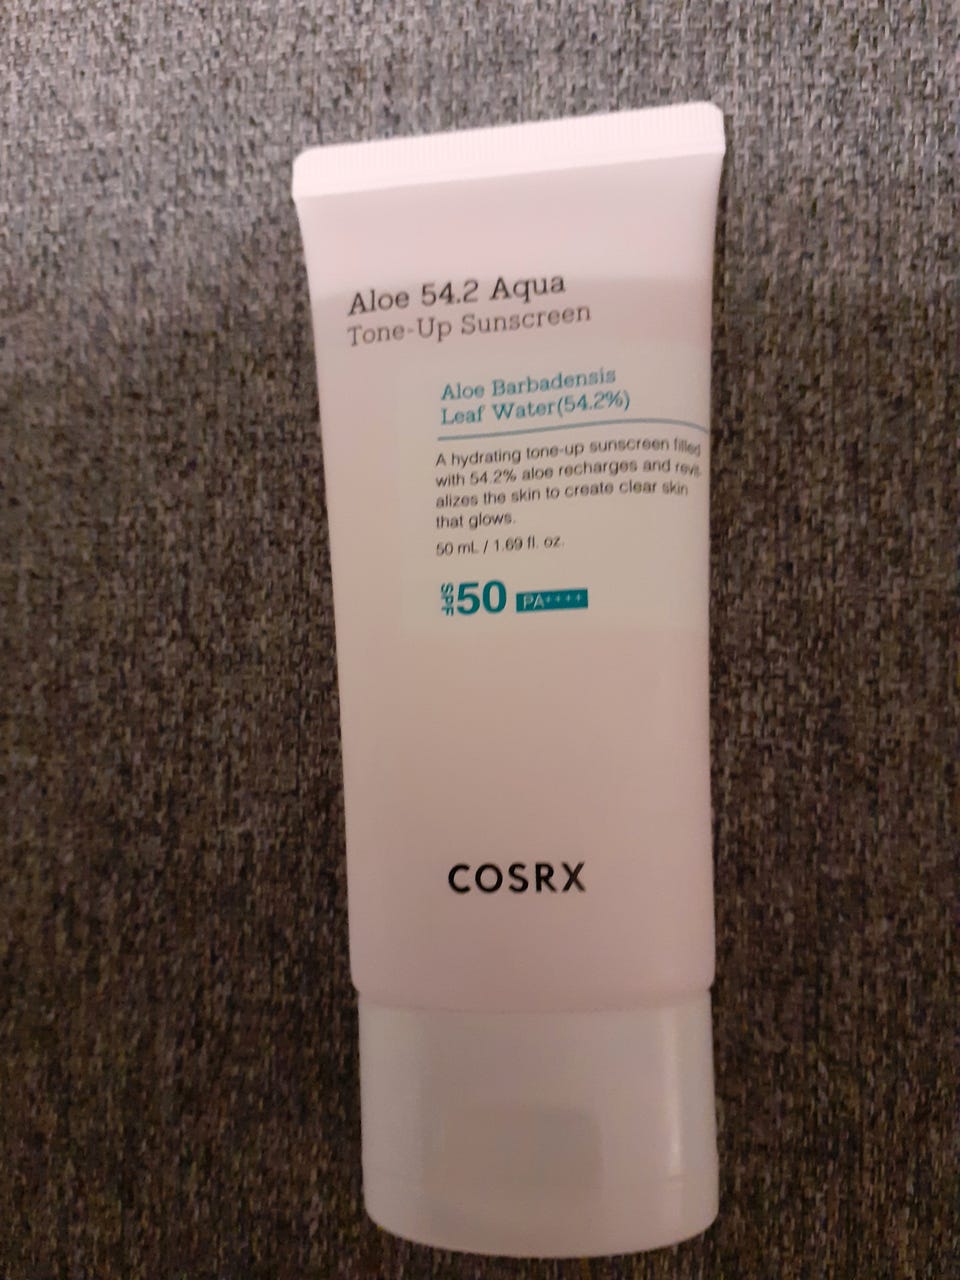 Aloe 54.2 Aqua
Tone-Up Sunscreen
Aloe Barbadensis
Leaf Water(54.2%)
A hydrating tone-up sunscreen filled
with 54.2% aloe recharges and revit-
alizes the skin to create clear skin
that glows.
50 mL / 1.69 fl. oz.
SPF 50 PA++++
COSRX